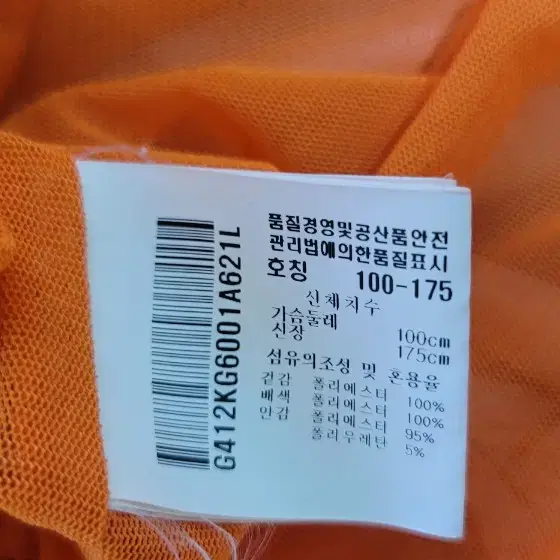 품질경영및공산품안전
관리법에의한품질표시
호칭 100-175
신체치수
가슴둘레 100cm
신장 175cm
섬유의조성 및 혼용율
겉감 폴리에스터 100%
배색 폴리에스터 100%
안감 폴리에스터 95%
폴리우레탄 5%
G412KG6001A621L